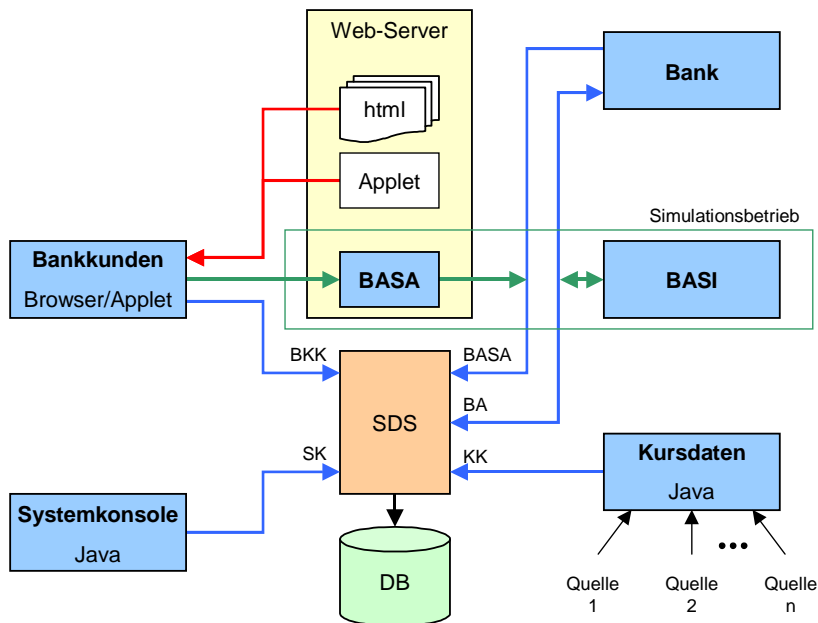 Web-Server
html
Applet
Bank
Simulationsbetrieb
Bankkunden
Browser/Applet
BASA
BASI
BKK
BASA
BA
SDS
SK
KK
Kursdaten
Java
Systemkonsole
Java
DB
•••
Quelle
1
Quelle
2
Quelle
n